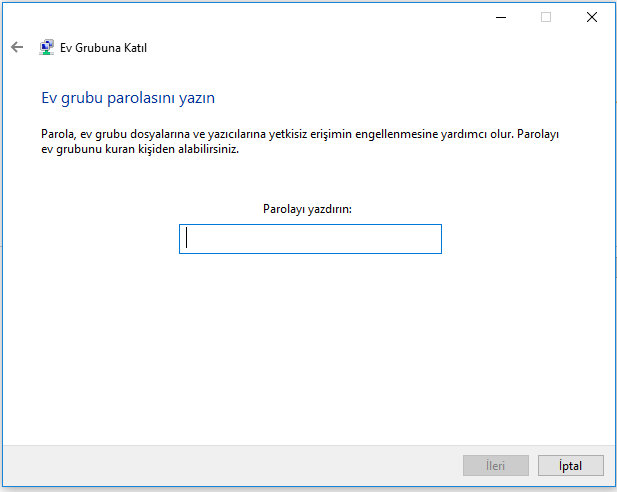 Ev Grubuna Katıl
Ev grubu parolasını yazın
Parola, ev grubu dosyalarına ve yazıcılarına yetkisiz erişimin engellenmesine yardımcı olur. Parolayı
ev grubunu kuran kişiden alabilirsiniz.
Parolayı yazdırın:
İleri
İptal